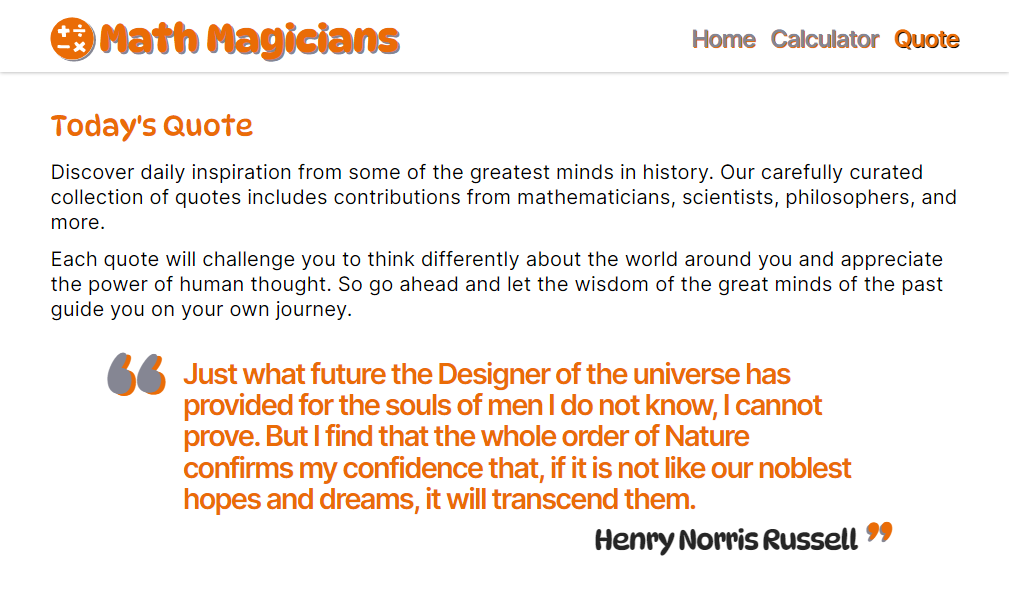 Math Magicians
Home Calculator Quote
Today's Quote
Discover daily inspiration from some of the greatest minds in history. Our carefully curated
collection of quotes includes contributions from mathematicians, scientists, philosophers, and
more.
Each quote will challenge you to think differently about the world around you and appreciate
the power of human thought. So go ahead and let the wisdom of the great minds of the past
guide you on your own journey.
“
Just what future the Designer of the universe has
provided for the souls of men I do not know, I cannot
prove. But I find that the whole order of Nature
confirms my confidence that, if it is not like our noblest
hopes and dreams, it will transcend them.
Henry Norris Russell ”